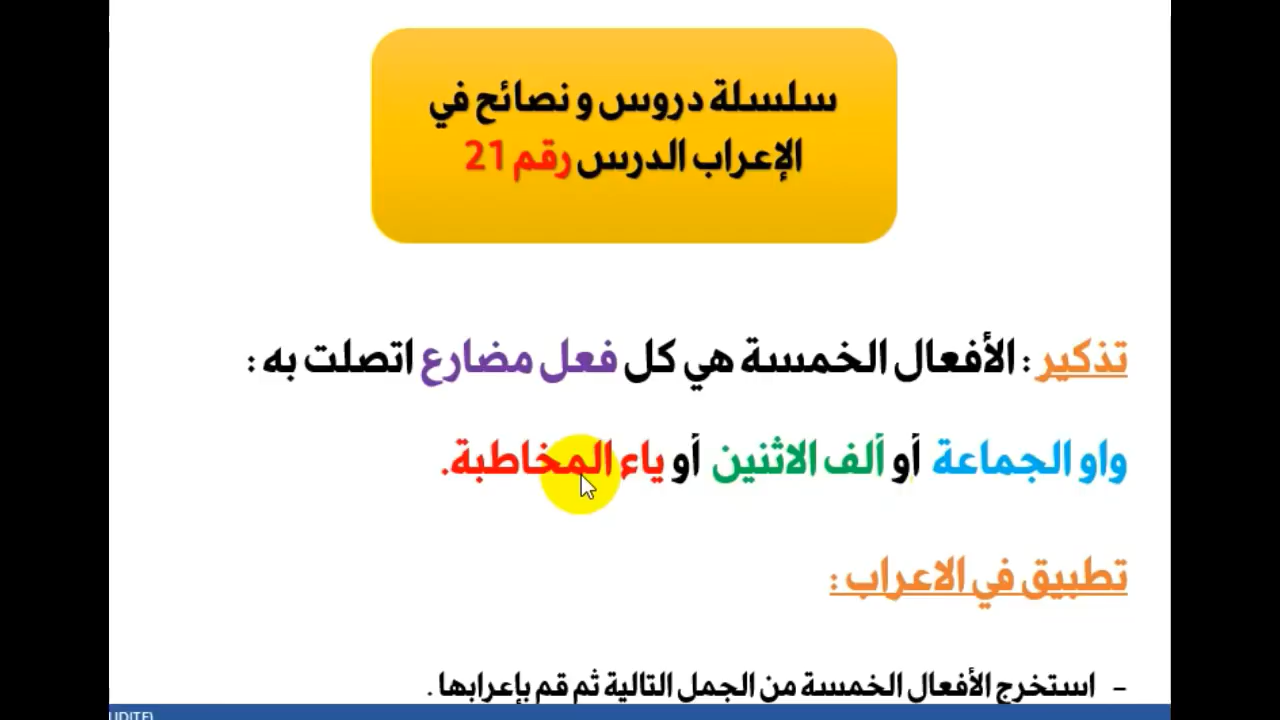 سلسلة دروس و نصائح في
الإعراب الدرس رقم 21
تذكير : الأفعال الخمسة هي كل فعل مضارع اتصلت به :
واو الجماعة أو ألف الاثنين أو ياء المخاطبة.
تطبيق في الاعراب :
- استخرج الأفعال الخمسة من الجمل التالية ثم قم بإعرابها .